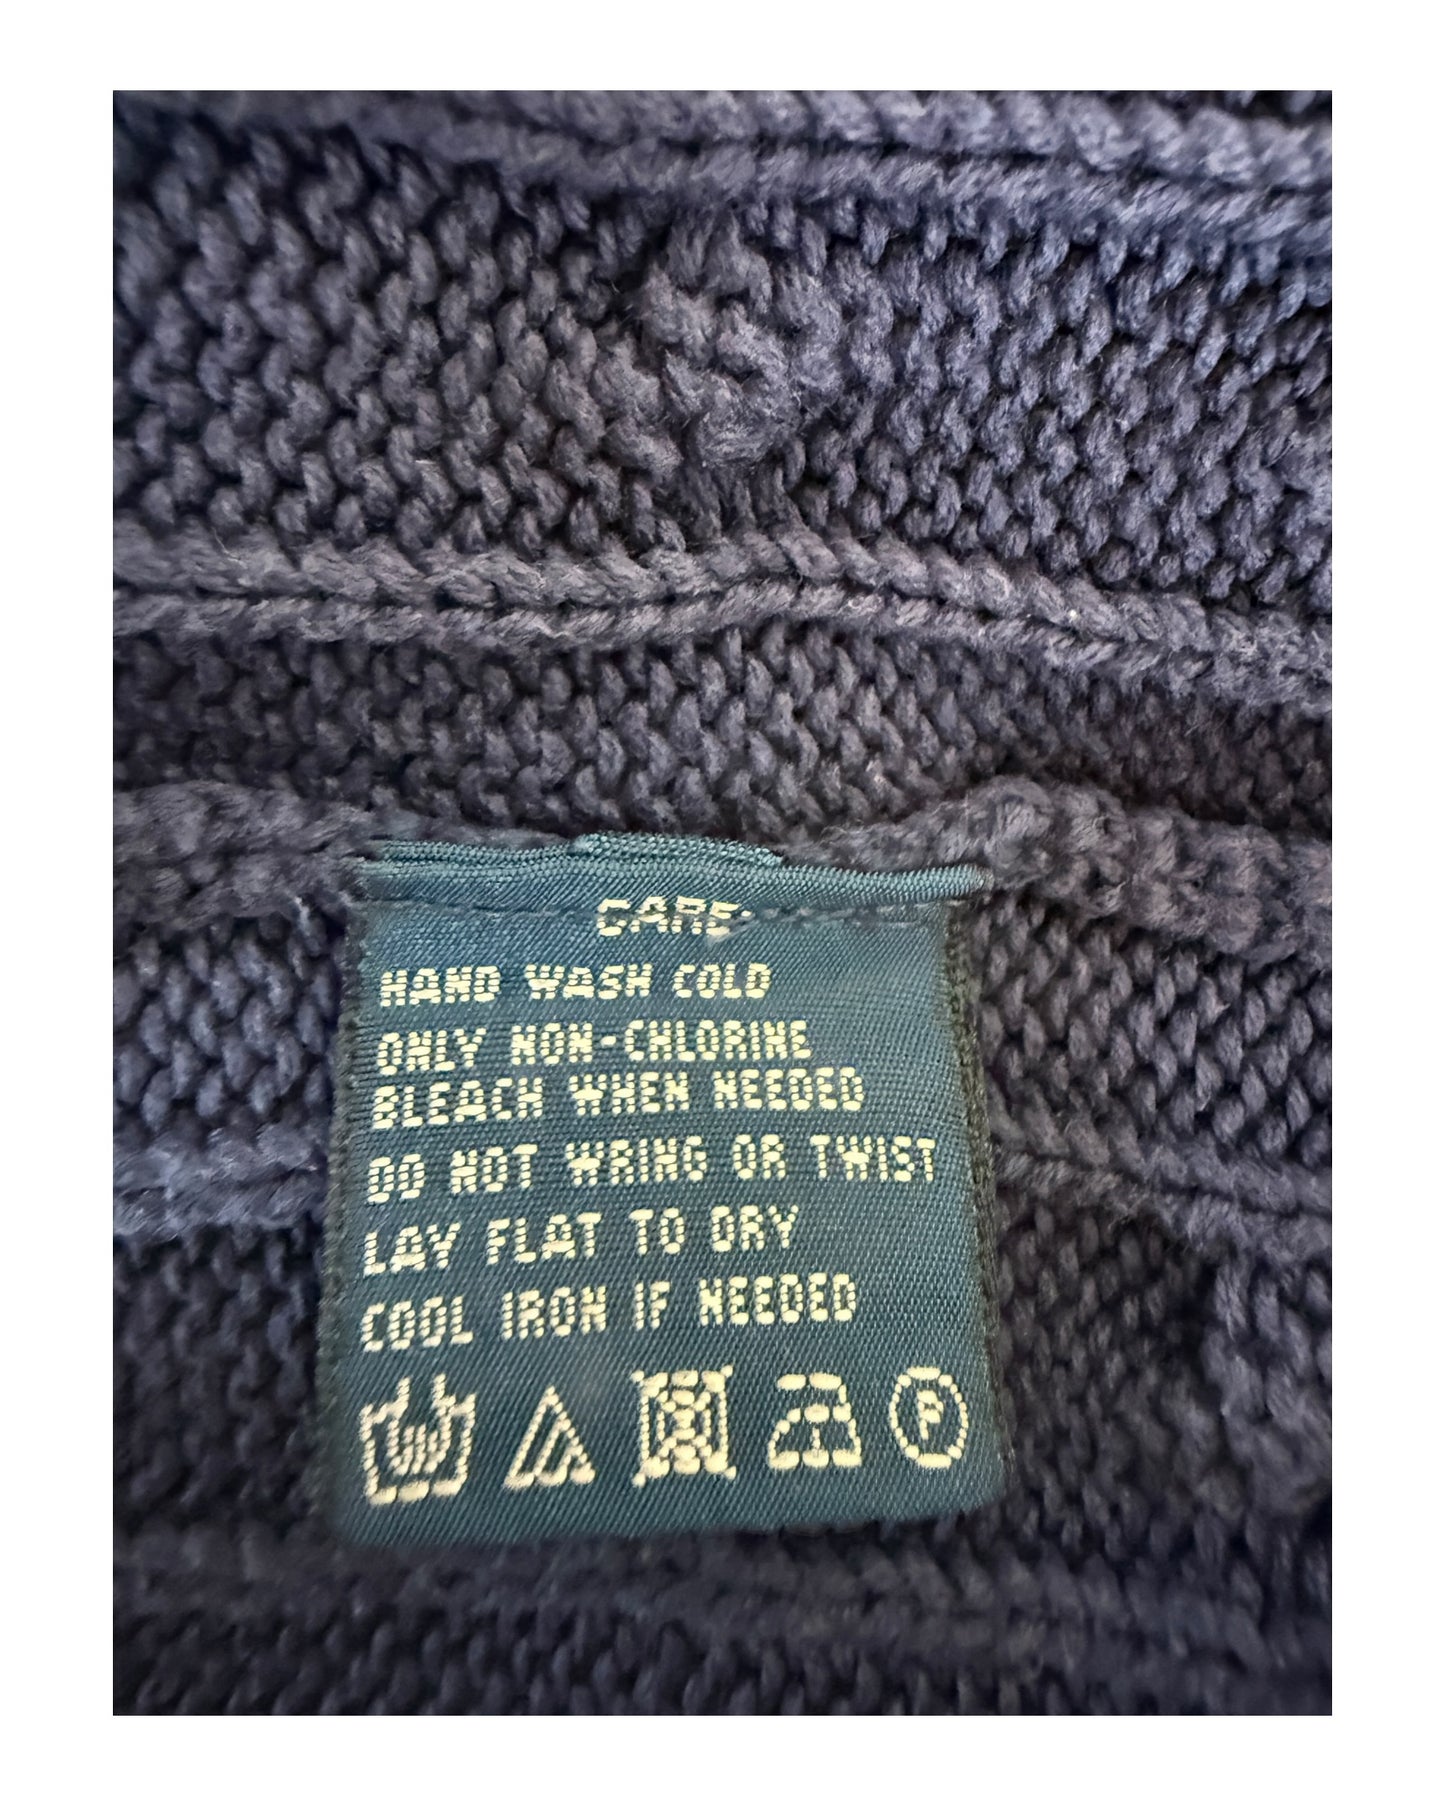 CARE:
HAND WASH COLD
ONLY NON-CHLORINE
BLEACH WHEN NEEDED
DO NOT WRING OR TWIST
LAY FLAT TO DRY
COOL IRON IF NEEDED
P